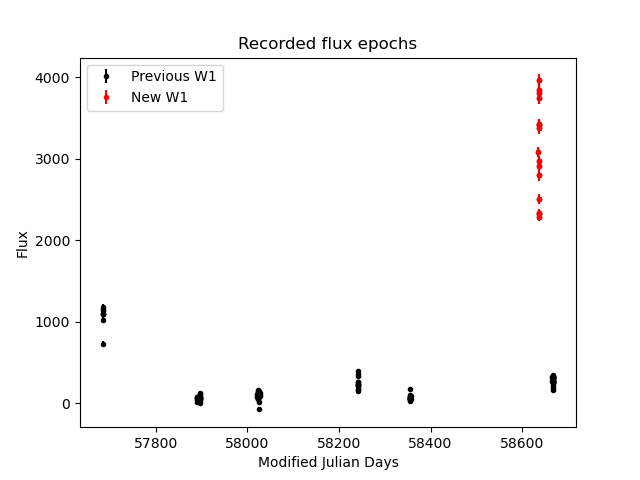 Recorded flux epochs
Previous W1
New W1
4000
3000
2000
1000
0
Flux
57800 58000 58200 58400 58600
Modified Julian Days